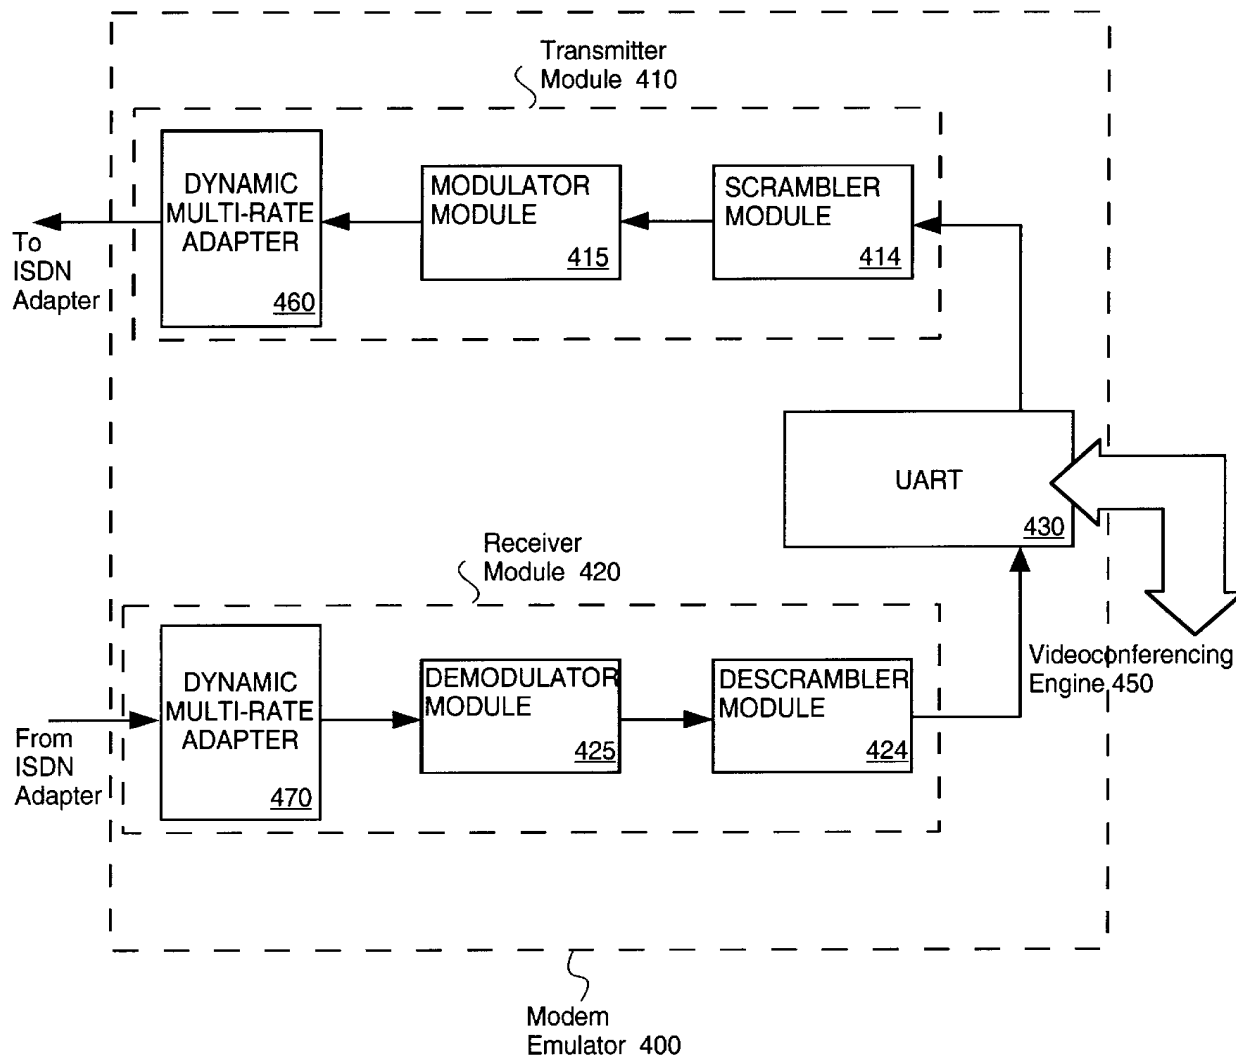 Transmitter
Module 410
DYNAMIC
MULTI-RATE
ADAPTER
460
MODULATOR
MODULE
415
SCRAMBLER
MODULE
414
To
ISDN
Adapter
UART
430
Receiver
Module 420
DYNAMIC
MULTI-RATE
ADAPTER
470
DEMODULATOR
MODULE
425
DESCRAMBLER
MODULE
424
Videoconferencing
Engine 450
From
ISDN
Adapter
Modem
Emulator 400